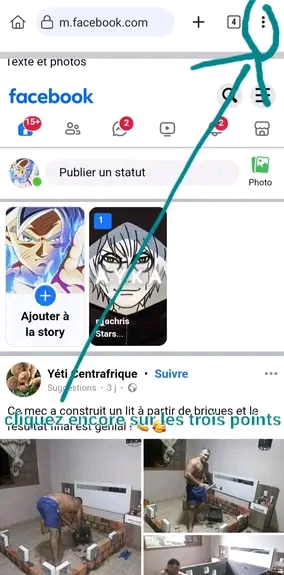 m.facebook.com
4
Texte et photos
facebook
15+
2
2
Publier un statut
Photo
1
Ajouter à
la story
Stars...
Yéti Centrafrique • Suivre
Suggestions • 3 j •
Ce mec a construit un lit à partir de briques et le
cliquez encore sur les trois points
résultat final est génial !